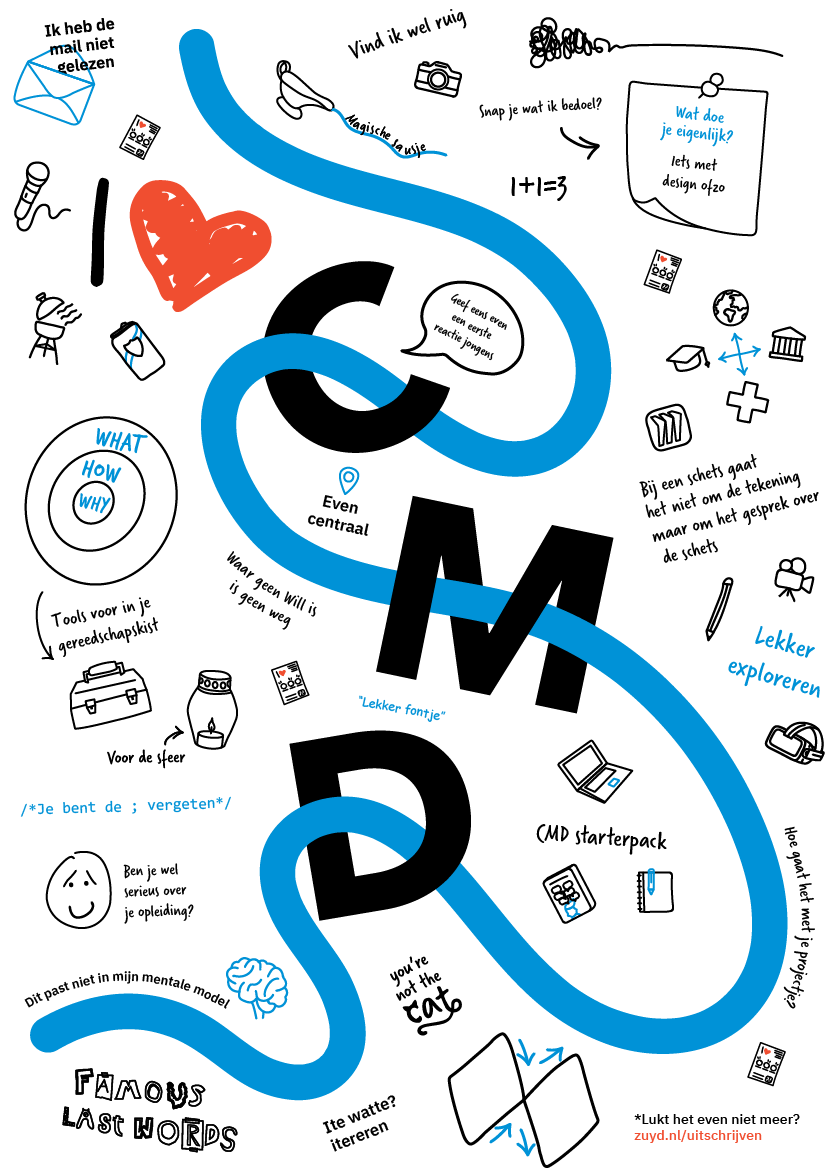 Ik heb de
mail niet
gelezen
Vind ik wel ruig
Magische sausje
Snap je wat ik bedoel?
1+1=3
Wat doe
je eigenlijk?
Iets met
design ofzo
I
C
Geef eens even
een eerste
reactie jongens
WHAT
HOW
WHY
Even
centraal
Bij een schets gaat
het niet om de tekening
maar om het gesprek over
de schets
M
Waar geen Will is
is geen weg
Tools voor in je
gereedschapskist
Lekker
exploreren
"Lekker fontje"
Voor de sfeer
D
/*Je bent de ; vergeten*/
CMD starterpack
Hoe gaat het met je projectje?
Ben je wel
serieus over
je opleiding?
Dit past niet in mijn mentale model
you're
not the
cat
FAMOUS
LAST WORDS
Ite watte?
itereren
*Lukt het even niet meer?
zuyd.nl/uitschrijven